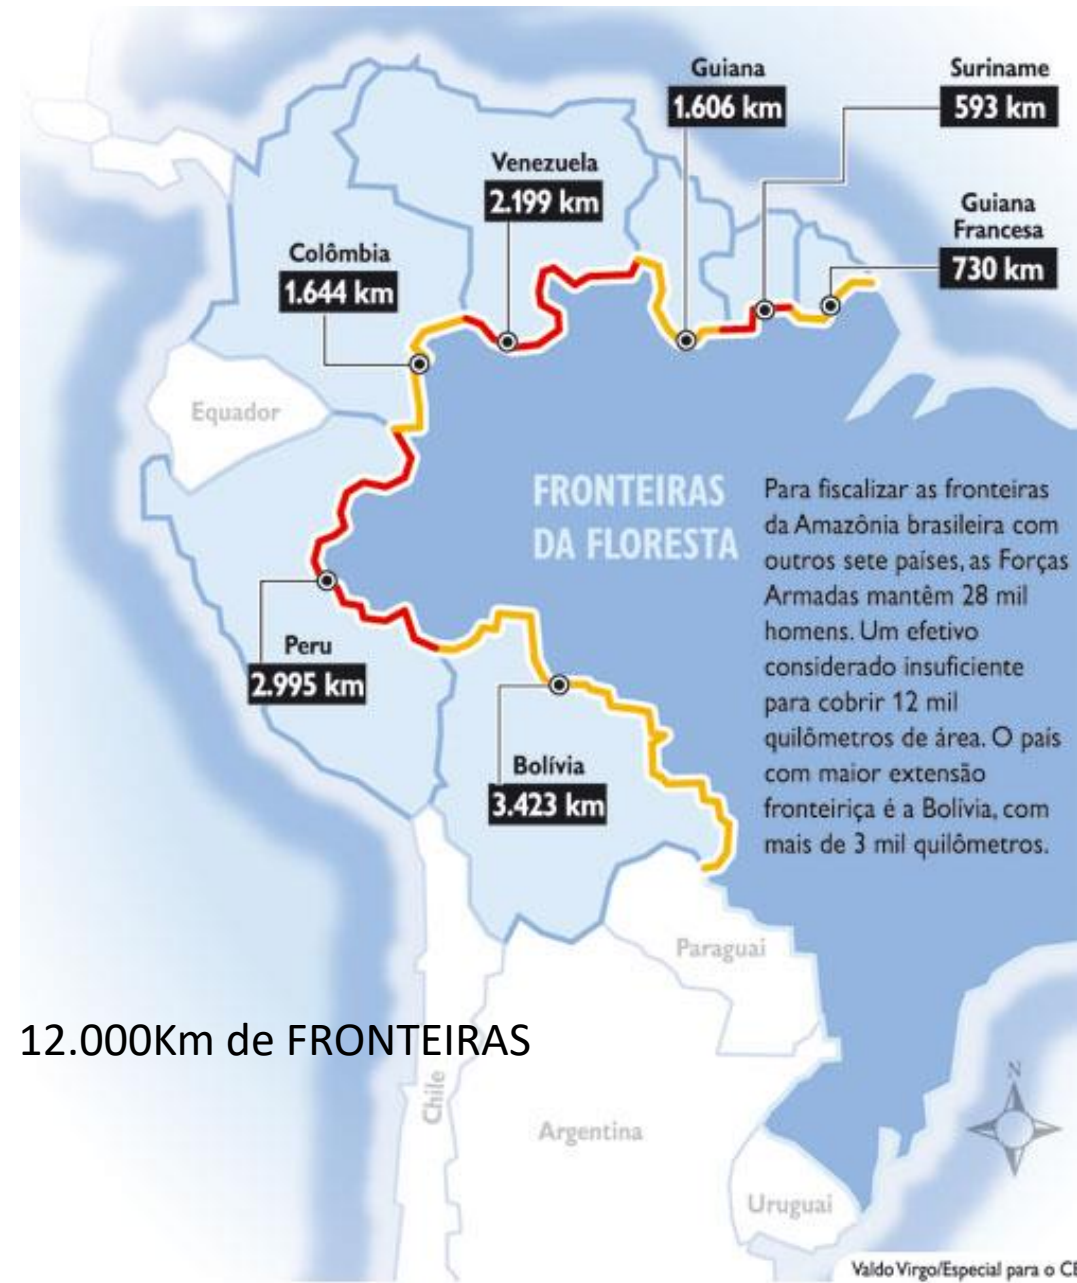 Guiana
1.606 km
Suriname
593 km
Venezuela
2.199 km
Guiana
Francesa
730 km
Colômbia
1.644 km
Equador
FRONTEIRAS
DA FLORESTA
Para fiscalizar as fronteiras
da Amazônia brasileira com
outros sete países, as Forças
Armadas mantêm 28 mil
homens. Um efetivo
considerado insuficiente
para cobrir 12 mil
quilômetros de área. O país
com maior extensão
fronteiriça é a Bolívia, com
mais de 3 mil quilômetros.
Peru
2.995 km
Bolívia
3.423 km
Paraguai
12.000Km de FRONTEIRAS
Chile
Argentina
N
Uruguai
Valdo Virgo/Especial para o CB